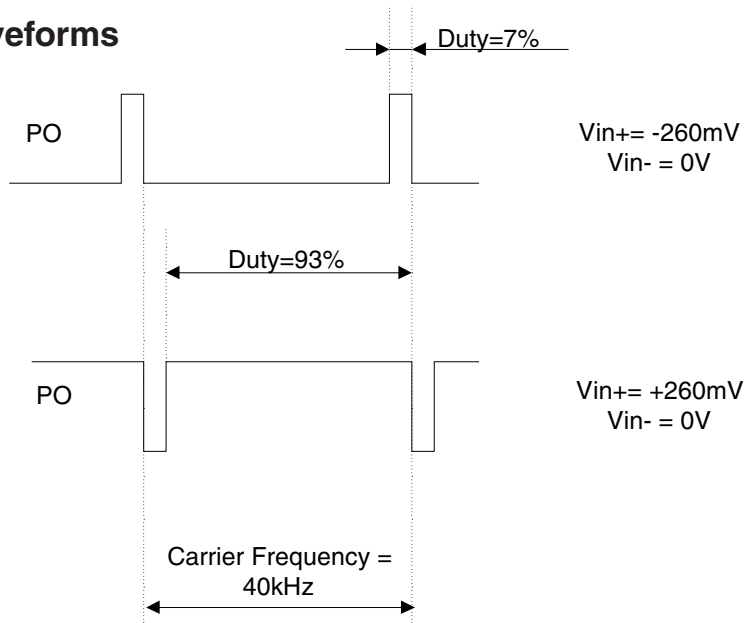 veforms
Duty=7%
PO
Vin+= -260mV
Vin- = 0V
Duty=93%
PO
Vin+= +260mV
Vin- = 0V
Carrier Frequency =
40kHz